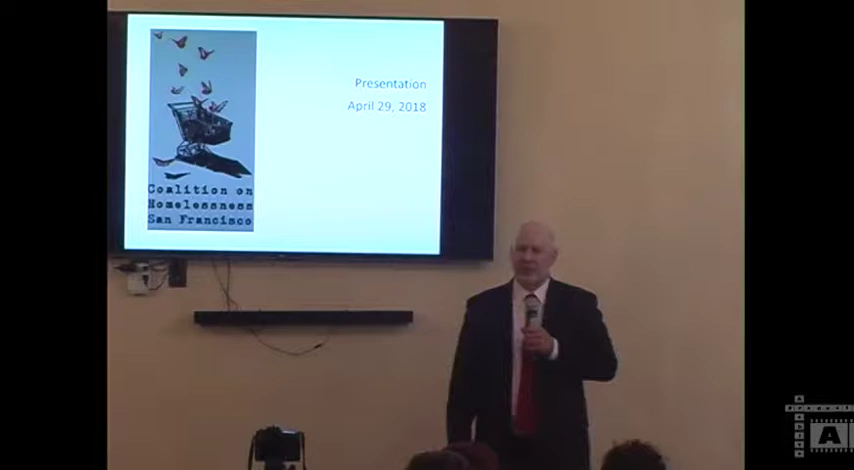 Presentation
April 29, 2018
Coalition on
Homelessness
San Francisco
A